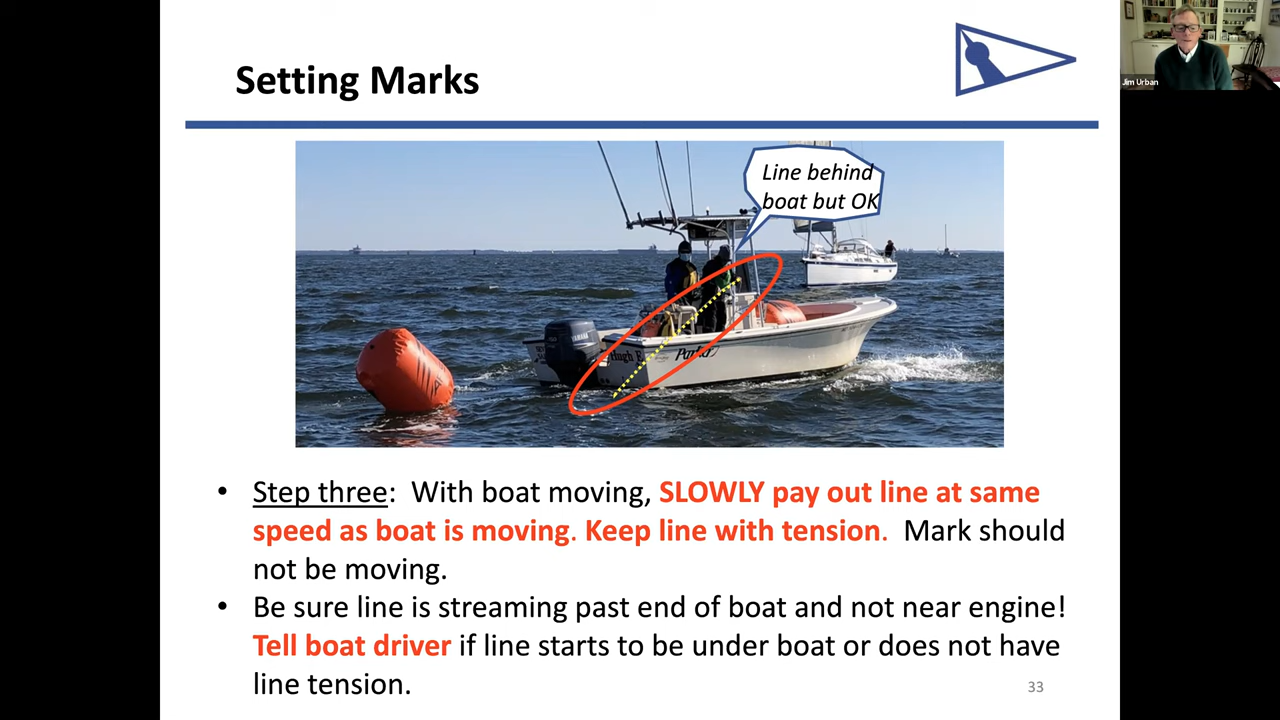 Setting Marks
Jim Urban
Line behind
boat but OK
YAMAHA
Hugh E
• Step three: With boat moving, SLOWLY pay out line at same
speed as boat is moving. Keep line with tension. Mark should
not be moving.
• Be sure line is streaming past end of boat and not near engine!
Tell boat driver if line starts to be under boat or does not have
line tension.
33